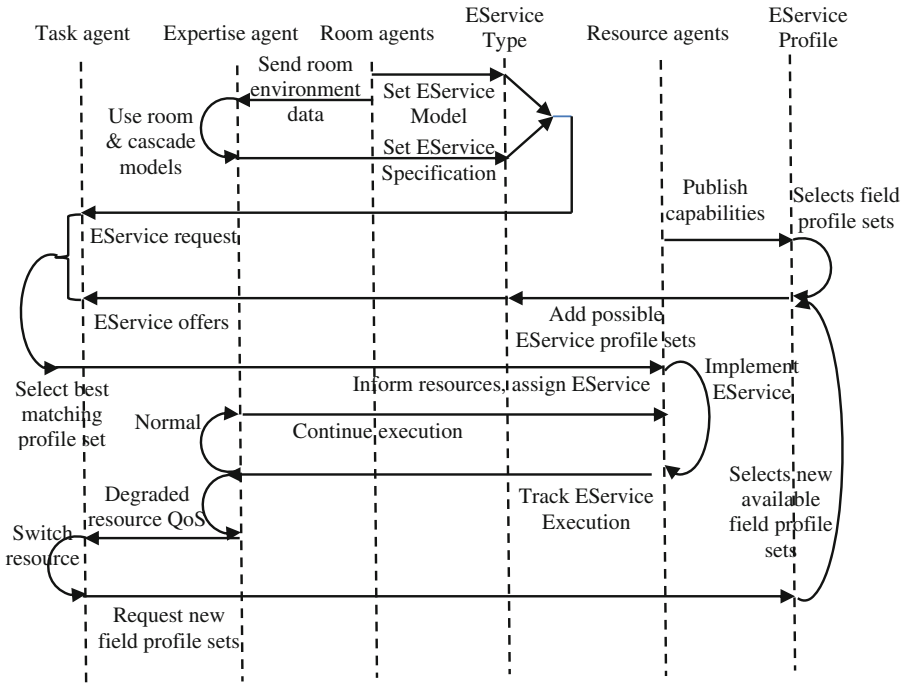 Task agent
Expertise agent
Room agents
EService
Type
Resource agents
EService
Profile
Send room
environment
data
Set EService
Model
Use room
& cascade
models
Set EService
Specification
Publish
capabilities
Selects field
profile sets
EService request
EService offers
Add possible
EService profile sets
Implement
EService
Inform resources, assign EService
Select best
matching
profile set
Normal
Continue execution
Track EService
Execution
Selects new
available
field profile
sets
Degraded
resource QoS
Switch
resource
Request new
field profile sets